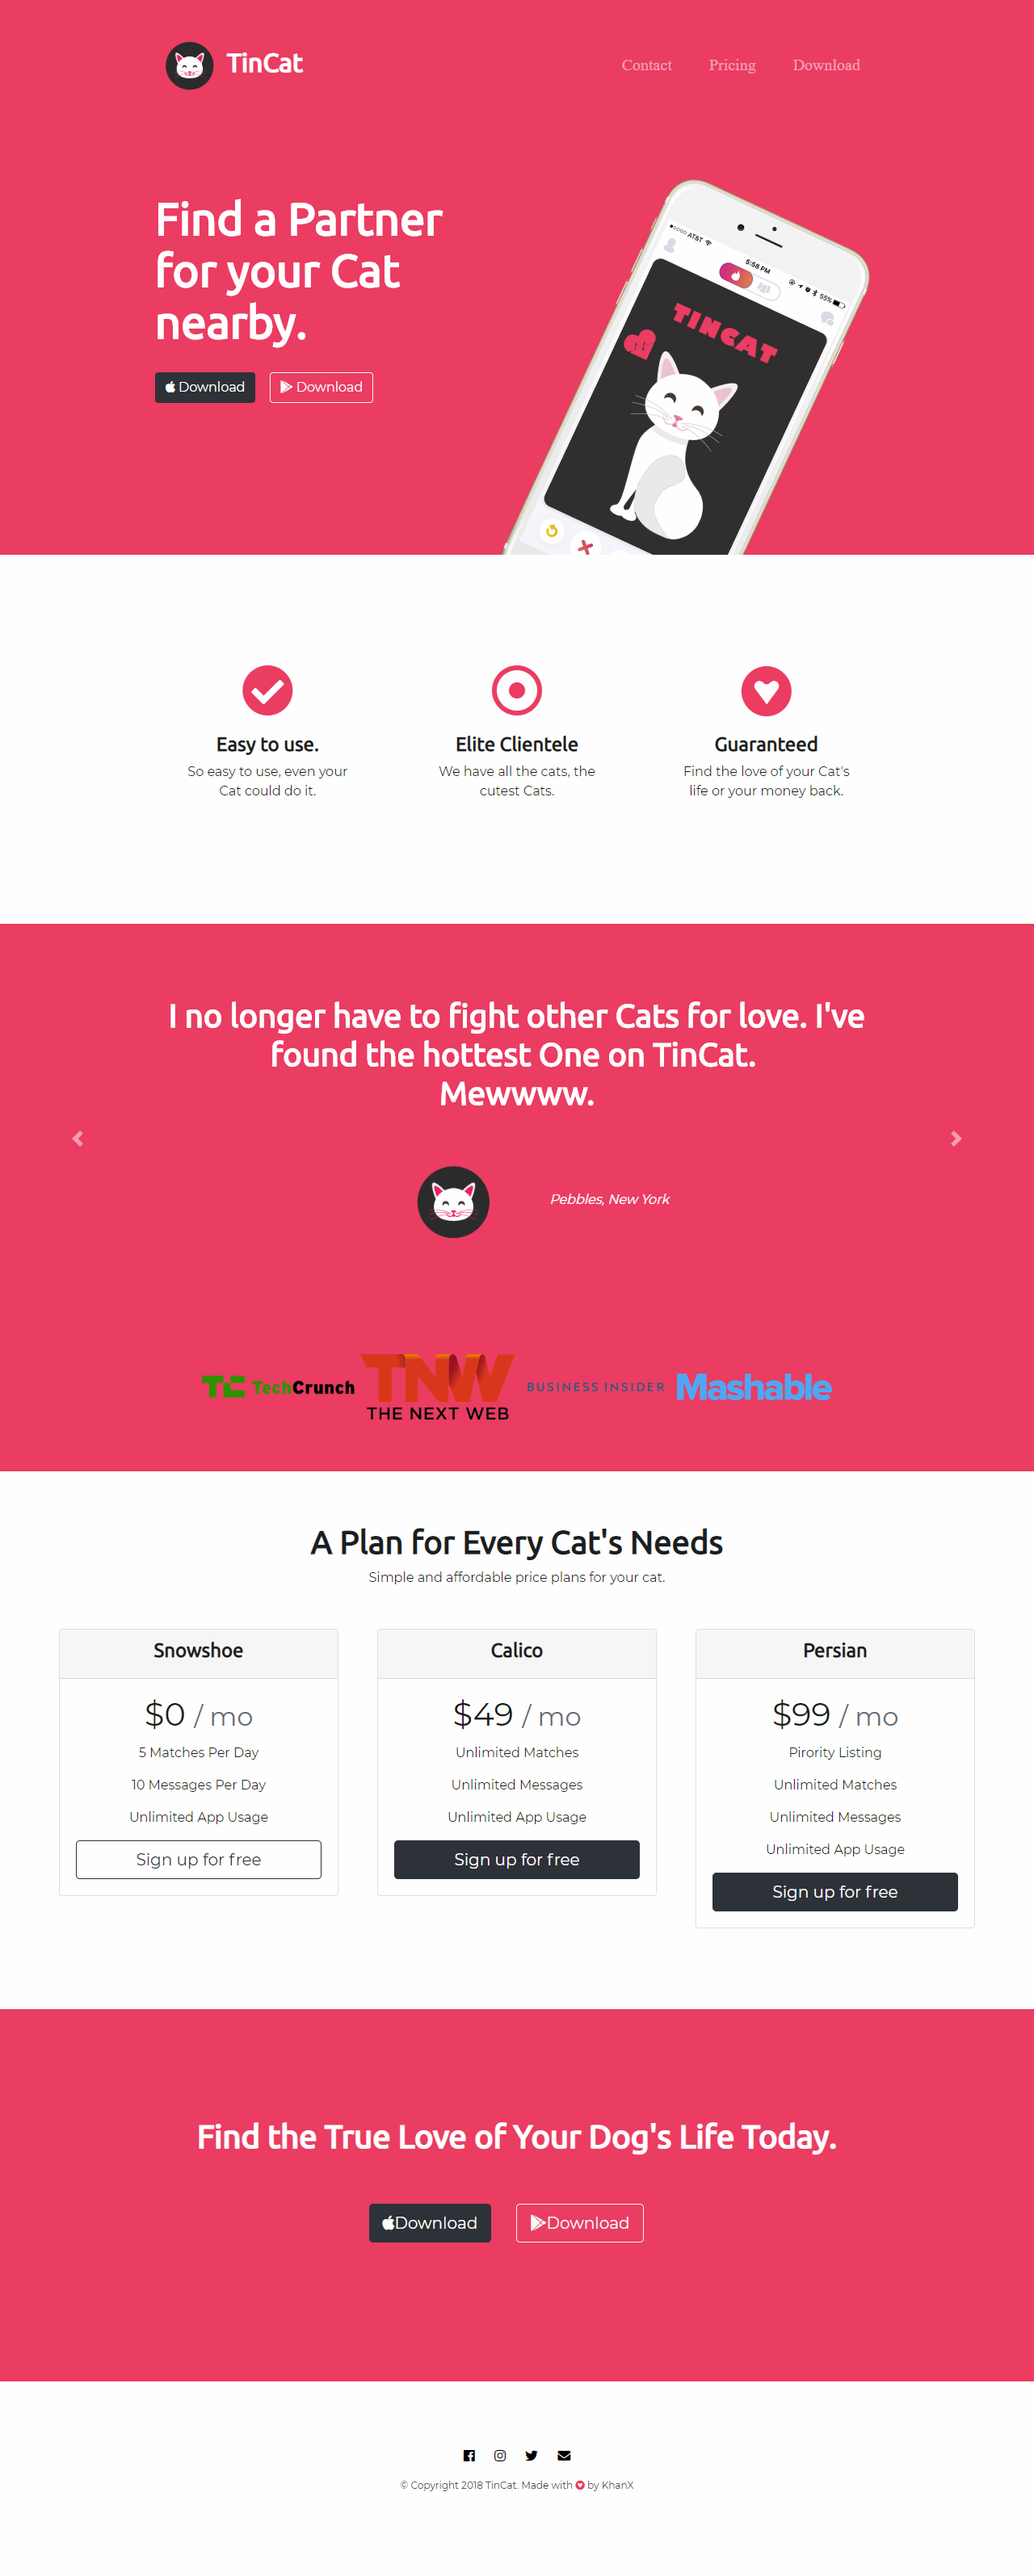 TinCat
Contact Pricing Download
Find a Partner
for your Cat
nearby.
Download Download
AT&T 5:58 PM 55%
TINCAT
Easy to use.
So easy to use, even your
Cat could do it.
Elite Clientele
We have all the cats, the
cutest Cats.
Guaranteed
Find the love of your Cat's
life or your money back.
I no longer have to fight other Cats for love. I've
found the hottest One on TinCat.
Mewwww.
Pebbles, New York
TC TechCrunch
TNW
THE NEXT WEB
BUSINESS INSIDER
Mashable
A Plan for Every Cat's Needs
Simple and affordable price plans for your cat.
Snowshoe
$0 / mo
5 Matches Per Day
10 Messages Per Day
Unlimited App Usage
Sign up for free
Calico
$49 / mo
Unlimited Matches
Unlimited Messages
Unlimited App Usage
Sign up for free
Persian
$99 / mo
Pirority Listing
Unlimited Matches
Unlimited Messages
Unlimited App Usage
Sign up for free
Find the True Love of Your Dog's Life Today.
Download Download
© Copyright 2018 TinCat. Made with by KhanX